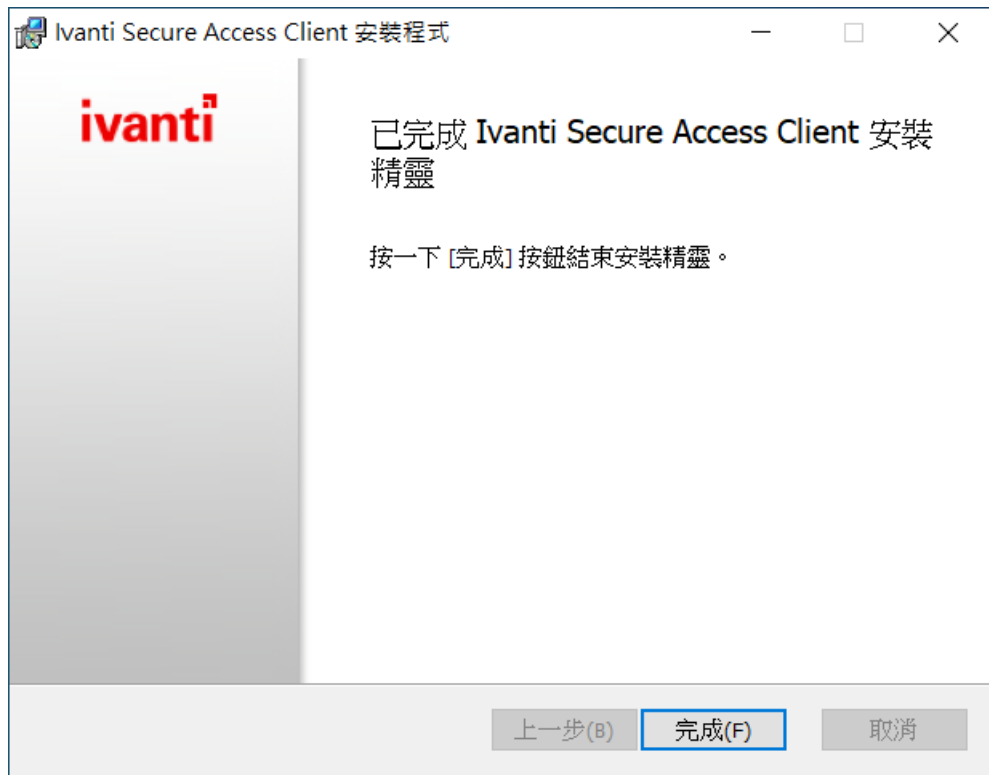 Ivanti Secure Access Client 安裝程式
ivanti
已完成 Ivanti Secure Access Client 安裝
精靈
按一下 [完成] 按鈕結束安裝精靈。
上一步(B)
完成(F)
取消